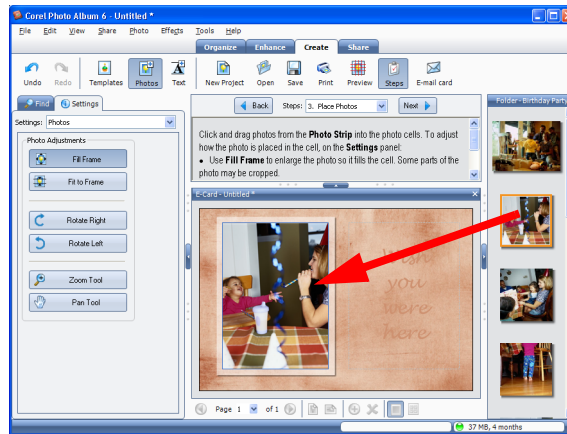 Corel Photo Album 6 - Untitled *
File Edit View Share Photo Effects Tools Help
Organize Enhance Create Share
Undo Redo Templates Photos Text New Project Open Save Print Preview Steps E-mail card
Find Settings
Settings: Photos
Photo Adjustments
Fill Frame
Fit to Frame
Rotate Right
Rotate Left
Zoom Tool
Pan Tool
Back Steps: 3. Place Photos Next
Click and drag photos from the Photo Strip into the photo cells. To adjust
how the photo is placed in the cell, on the Settings panel:
• Use Fill Frame to enlarge the photo so it fills the cell. Some parts of the
photo may be cropped.
E-Card - Untitled *
Wish
you
were
here
Page 1 of 1
Folder - Birthday Party
37 MB, 4 months